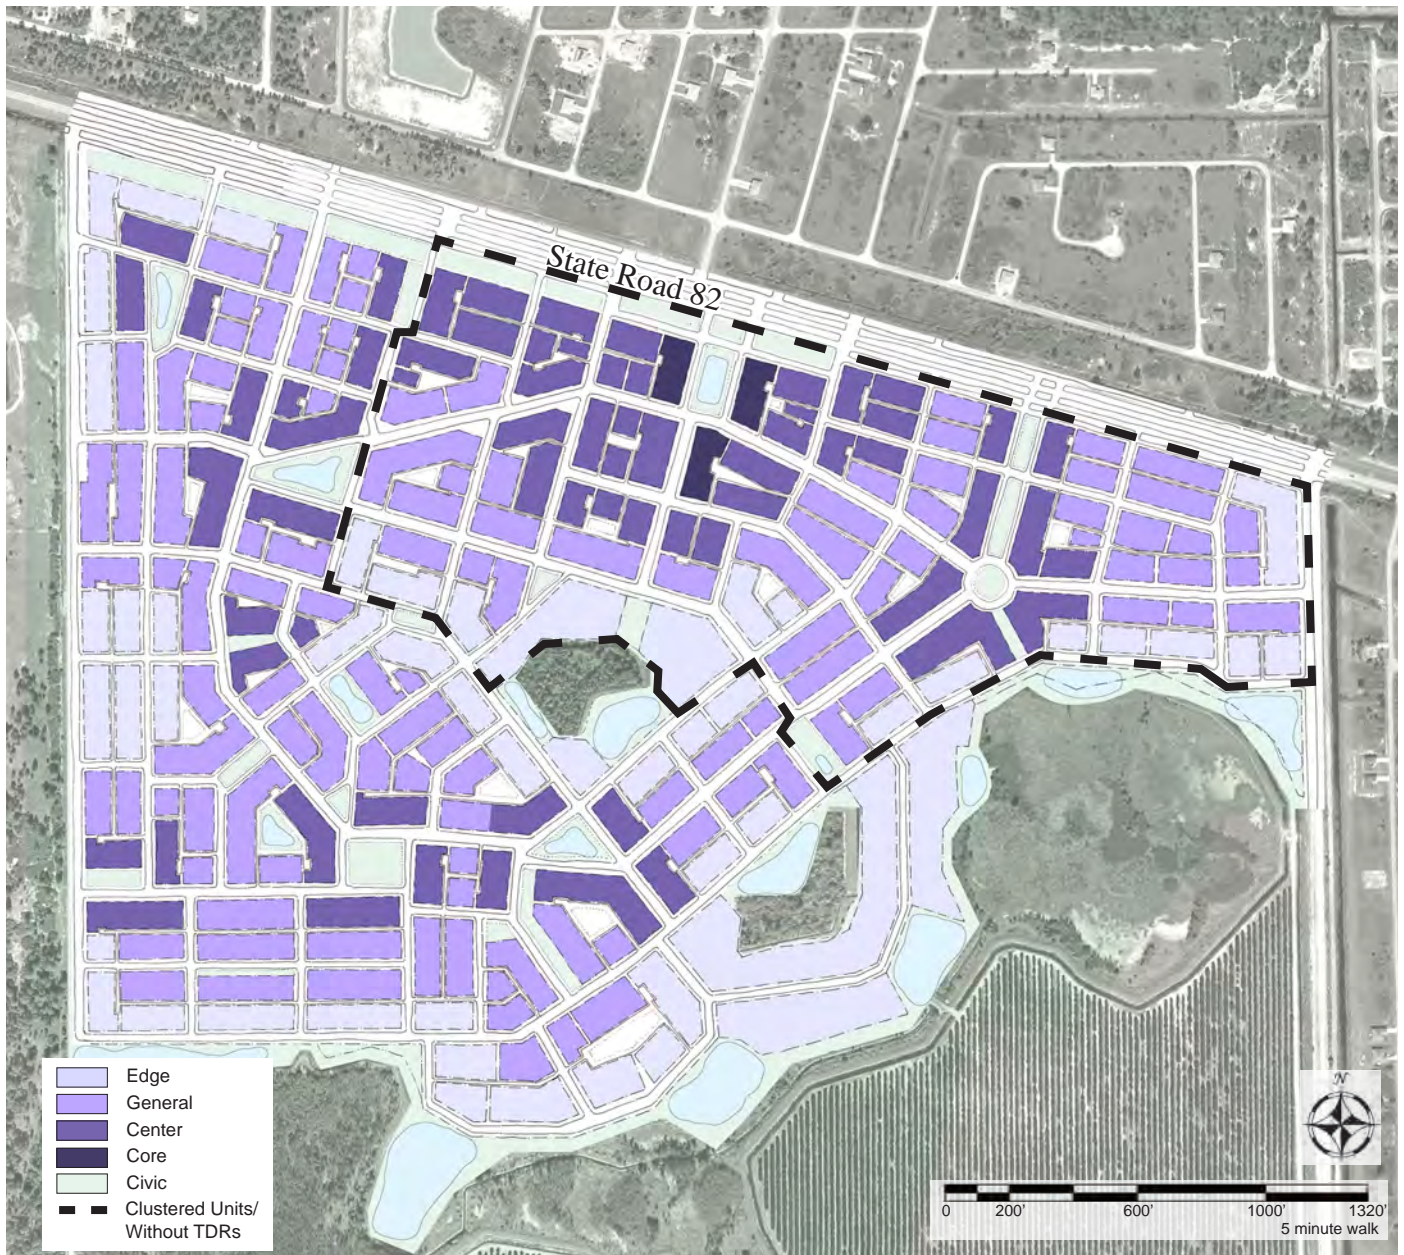 State Road 82
Edge
General
Center
Core
Civic
Clustered Units/
Without TDRs
N
0 200' 600' 1000' 1320'
5 minute walk